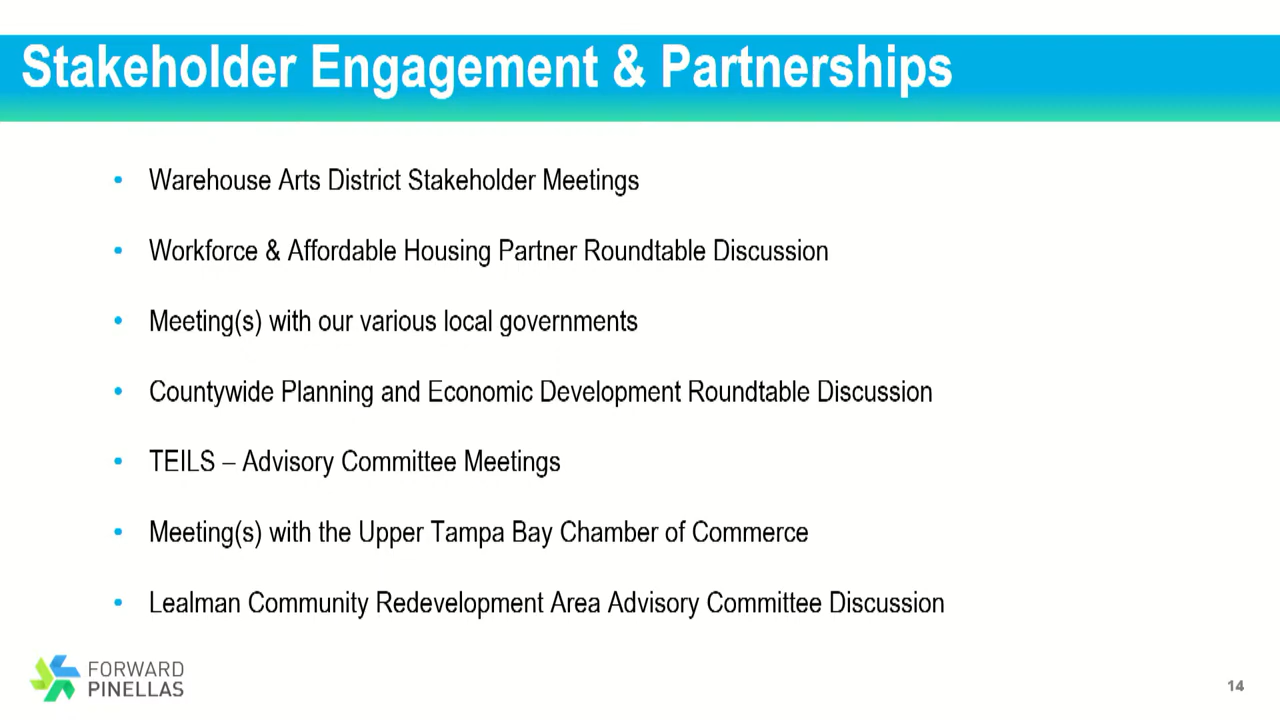 Stakeholder Engagement & Partnerships
• Warehouse Arts District Stakeholder Meetings
• Workforce & Affordable Housing Partner Roundtable Discussion
• Meeting(s) with our various local governments
• Countywide Planning and Economic Development Roundtable Discussion
• TEILS – Advisory Committee Meetings
• Meeting(s) with the Upper Tampa Bay Chamber of Commerce
• Lealman Community Redevelopment Area Advisory Committee Discussion
FORWARD
PINELLAS
14